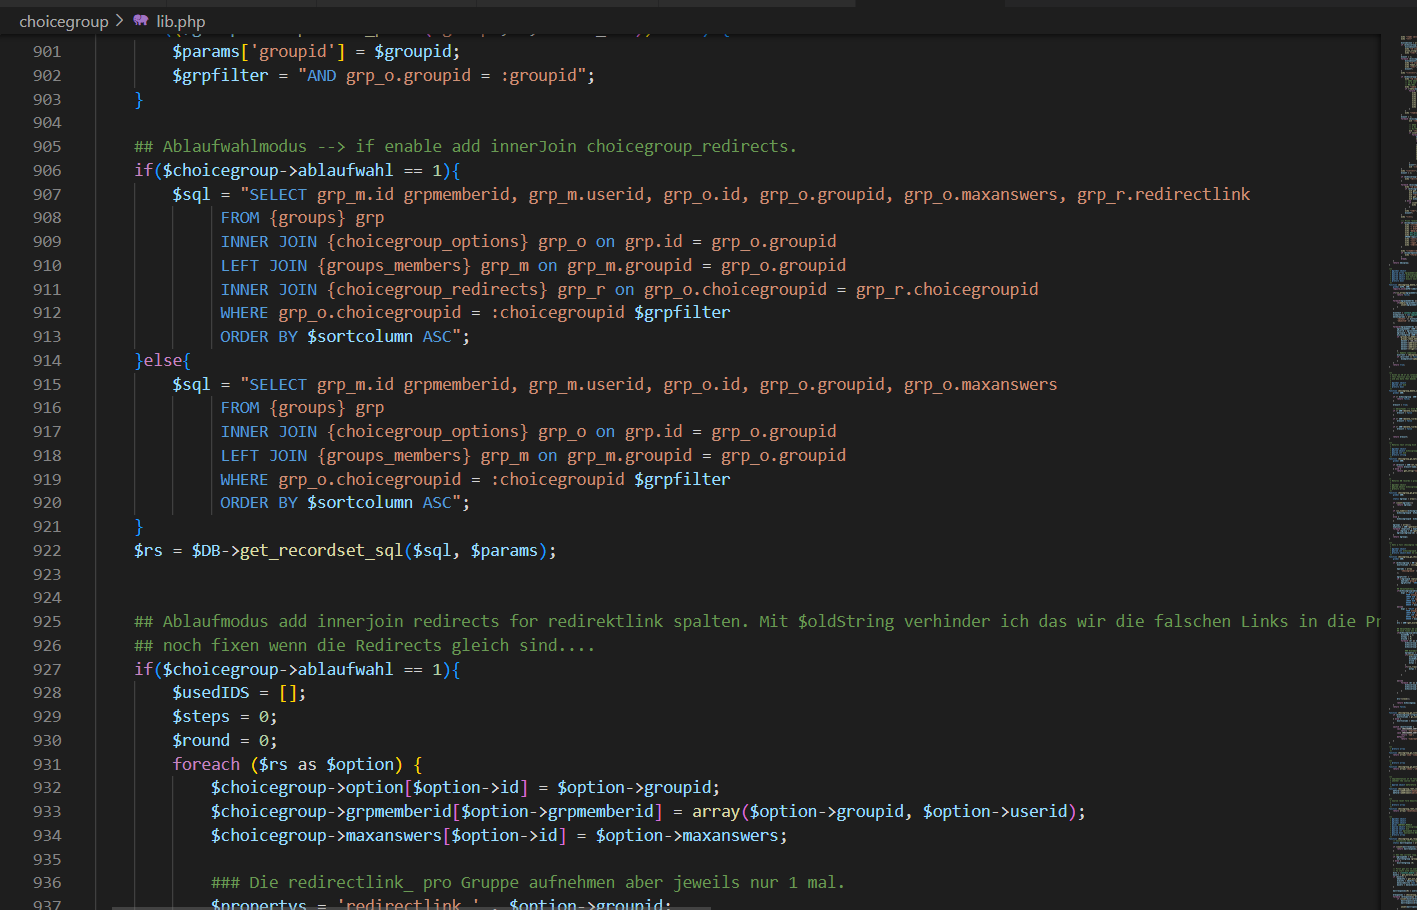 choicegroup > lib.php
901 $params['groupid'] = $groupid;
902 $grpfilter = "AND grp_o.groupid = :groupid";
903 }
904
905 ## Ablaufwahlmodus --> if enable add innerJoin choicegroup_redirects.
906 if($choicegroup->ablaufwahl == 1){
907 $sql = "SELECT grp_m.id grpmemberid, grp_m.userid, grp_o.id, grp_o.groupid, grp_o.maxanswers, grp_r.redirectlink
908 FROM {groups} grp
909 INNER JOIN {choicegroup_options} grp_o on grp.id = grp_o.groupid
910 LEFT JOIN {groups_members} grp_m on grp_m.groupid = grp_o.groupid
911 INNER JOIN {choicegroup_redirects} grp_r on grp_o.choicegroupid = grp_r.choicegroupid
912 WHERE grp_o.choicegroupid = :choicegroupid $grpfilter
913 ORDER BY $sortcolumn ASC";
914 }else{
915 $sql = "SELECT grp_m.id grpmemberid, grp_m.userid, grp_o.id, grp_o.groupid, grp_o.maxanswers
916 FROM {groups} grp
917 INNER JOIN {choicegroup_options} grp_o on grp.id = grp_o.groupid
918 LEFT JOIN {groups_members} grp_m on grp_m.groupid = grp_o.groupid
919 WHERE grp_o.choicegroupid = :choicegroupid $grpfilter
920 ORDER BY $sortcolumn ASC";
921 }
922 $rs = $DB->get_recordset_sql($sql, $params);
923
924
925 ## Ablaufmodus add innerjoin redirects for redirektlink spalten. Mit $oldString verhinder ich das wir die falschen Links in die
926 ## noch fixen wenn die Redirects gleich sind....
927 if($choicegroup->ablaufwahl == 1){
928 $usedIDS = [];
929 $steps = 0;
930 $round = 0;
931 foreach ($rs as $option) {
932 $choicegroup->option[$option->id] = $option->groupid;
933 $choicegroup->grpmemberid[$option->grpmemberid] = array($option->groupid, $option->userid);
934 $choicegroup->maxanswers[$option->id] = $option->maxanswers;
935
936 ### Die redirectlink_ pro Gruppe aufnehmen aber jeweils nur 1 mal.
937 $propertys = 'redirectlink_' . $option->groupid;